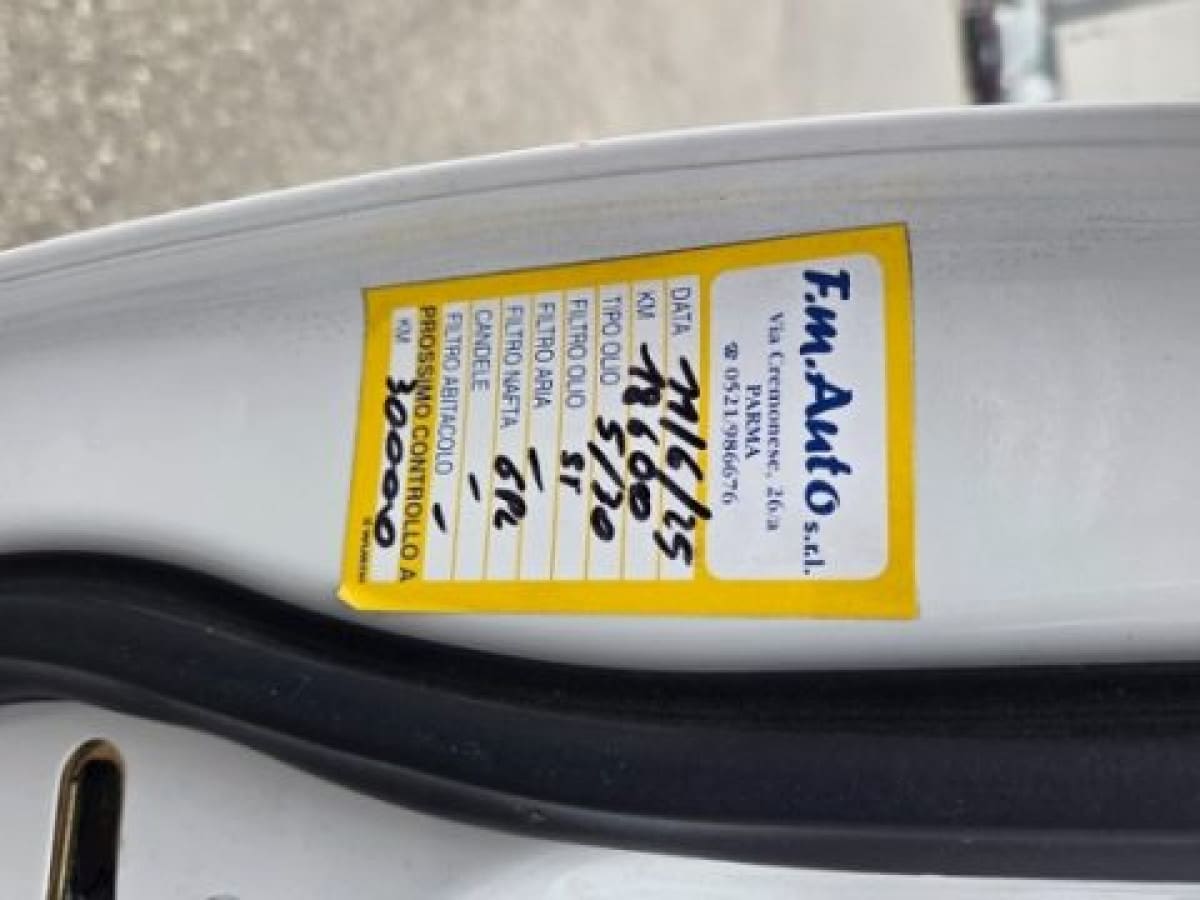 F.m.Auto s.r.l.
Via Cremonese, 26/a
PARMA
☎ 0521/986676
DATA 11/6/25
KM 18600
TIPO OLIO 5/30
FILTRO OLIO SI
FILTRO ARIA -
FILTRO NAFTA GPL
CANDELE -
FILTRO ABITACOLO -
PROSSIMO CONTROLLO A
KM 30000